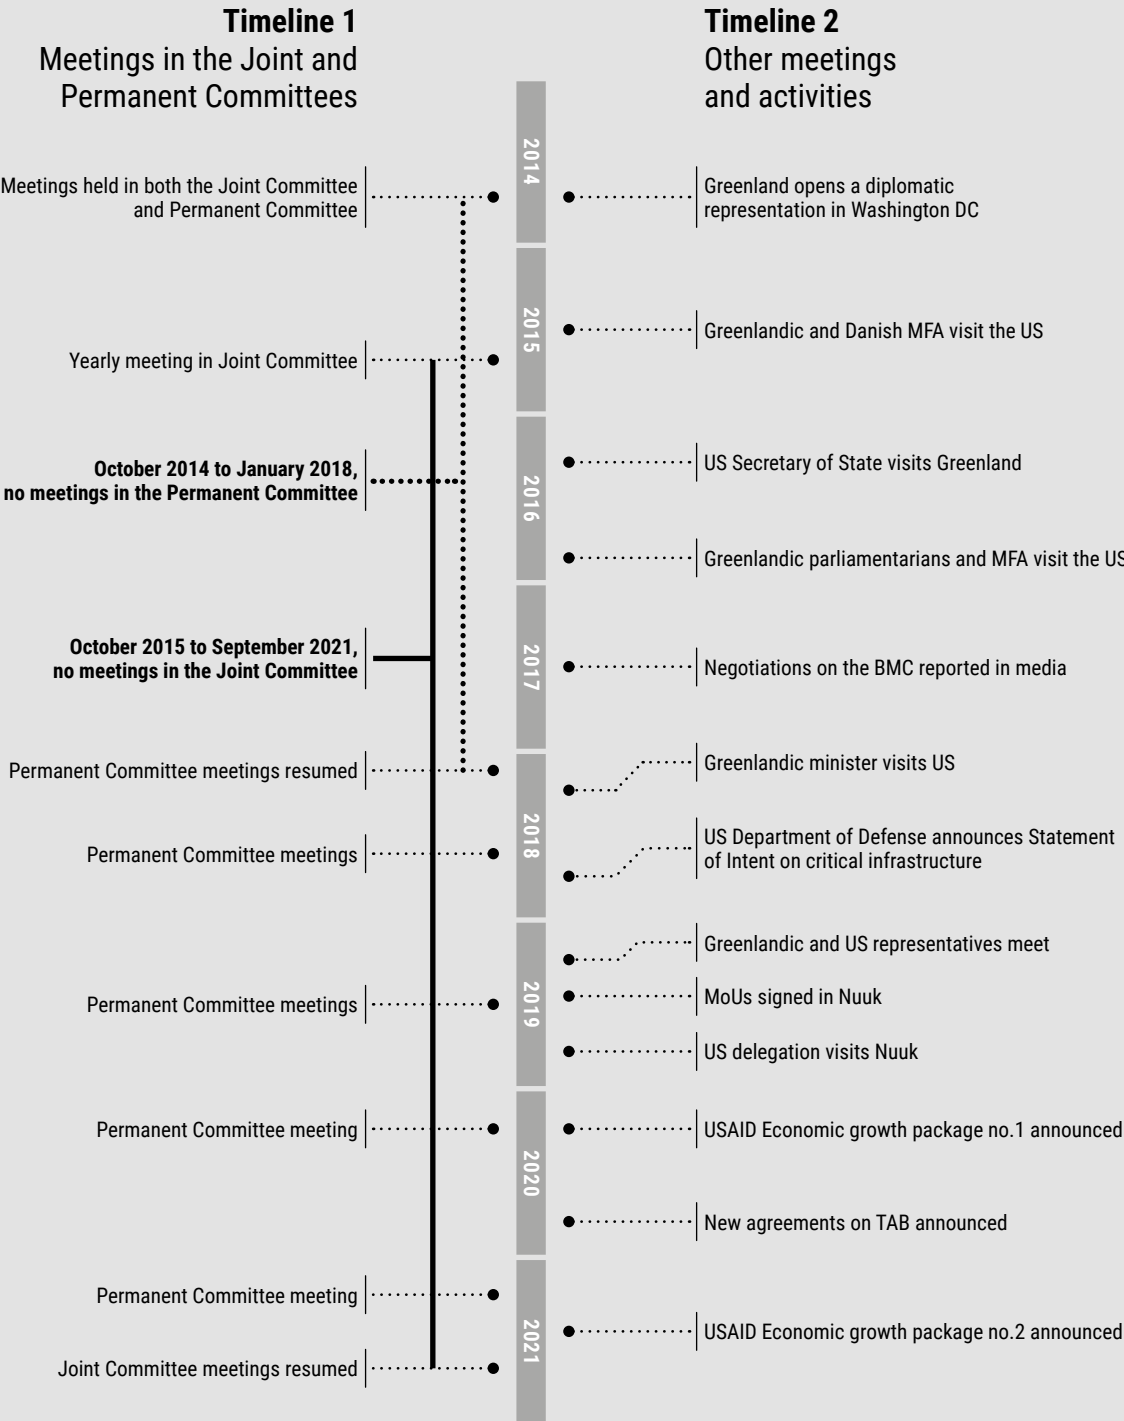 Timeline 1
Meetings in the Joint and
Permanent Committees
Timeline 2
Other meetings
and activities
2014
Meetings held in both the Joint Committee
and Permanent Committee
Greenland opens a diplomatic
representation in Washington DC
2015
Greenlandic and Danish MFA visit the US
Yearly meeting in Joint Committee
2016
October 2014 to January 2018,
no meetings in the Permanent Committee
US Secretary of State visits Greenland
Greenlandic parliamentarians and MFA visit the US
2017
October 2015 to September 2021,
no meetings in the Joint Committee
Negotiations on the BMC reported in media
2018
Permanent Committee meetings resumed
Greenlandic minister visits US
Permanent Committee meetings
US Department of Defense announces Statement
of Intent on critical infrastructure
2019
Greenlandic and US representatives meet
Permanent Committee meetings
MoUs signed in Nuuk
US delegation visits Nuuk
2020
Permanent Committee meeting
USAID Economic growth package no.1 announced
New agreements on TAB announced
2021
Permanent Committee meeting
USAID Economic growth package no.2 announced
Joint Committee meetings resumed